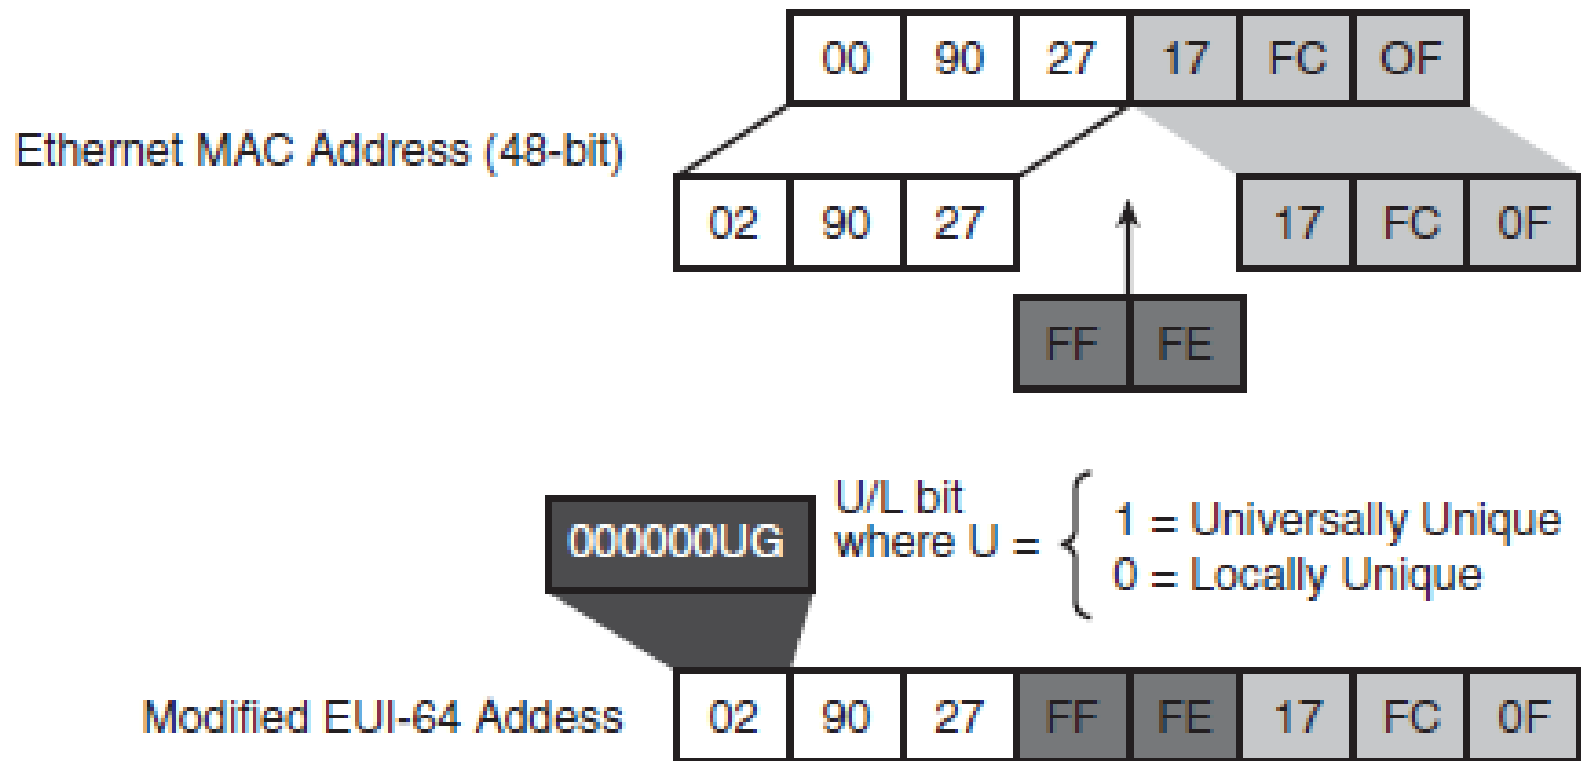 00 90 27 17 FC OF
Ethernet MAC Address (48-bit)
02 90 27 17 FC 0F
FF FE
000000UG
U/L bit
where U =
1 = Universally Unique
0 = Locally Unique
Modified EUI-64 Addess
02 90 27 FF FE 17 FC 0F